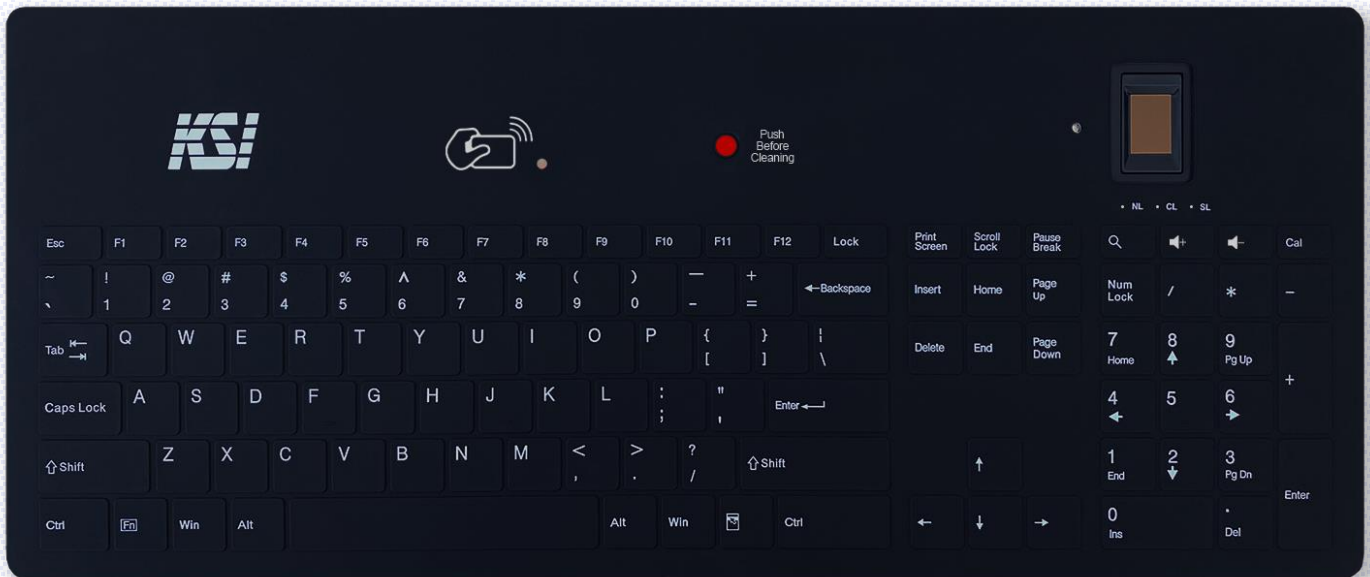 KSI
Push
Before
Cleaning
NL CL SL
Esc F1 F2 F3 F4 F5 F6 F7 F8 F9 F10 F11 F12 Lock Print Screen Scroll Lock Pause Break Cal
~ ! @ # $ % ^ & * ( ) — +
` 1 2 3 4 5 6 7 8 9 0 - = ←Backspace Insert Home Page Up Num Lock / * −
Tab Q W E R T Y U I O P { } ¦
[ ] \ Delete End Page Down 7 Home 8 ↑ 9 Pg Up +
Caps Lock A S D F G H J K L : "
; ' Enter 4 ← 5 6 →
⇧ Shift Z X C V B N M < > ?
, . / ⇧ Shift ↑ 1 End 2 ↓ 3 Pg Dn Enter
Ctrl Fn Win Alt Alt Win Ctrl ← ↓ → 0 Ins . Del